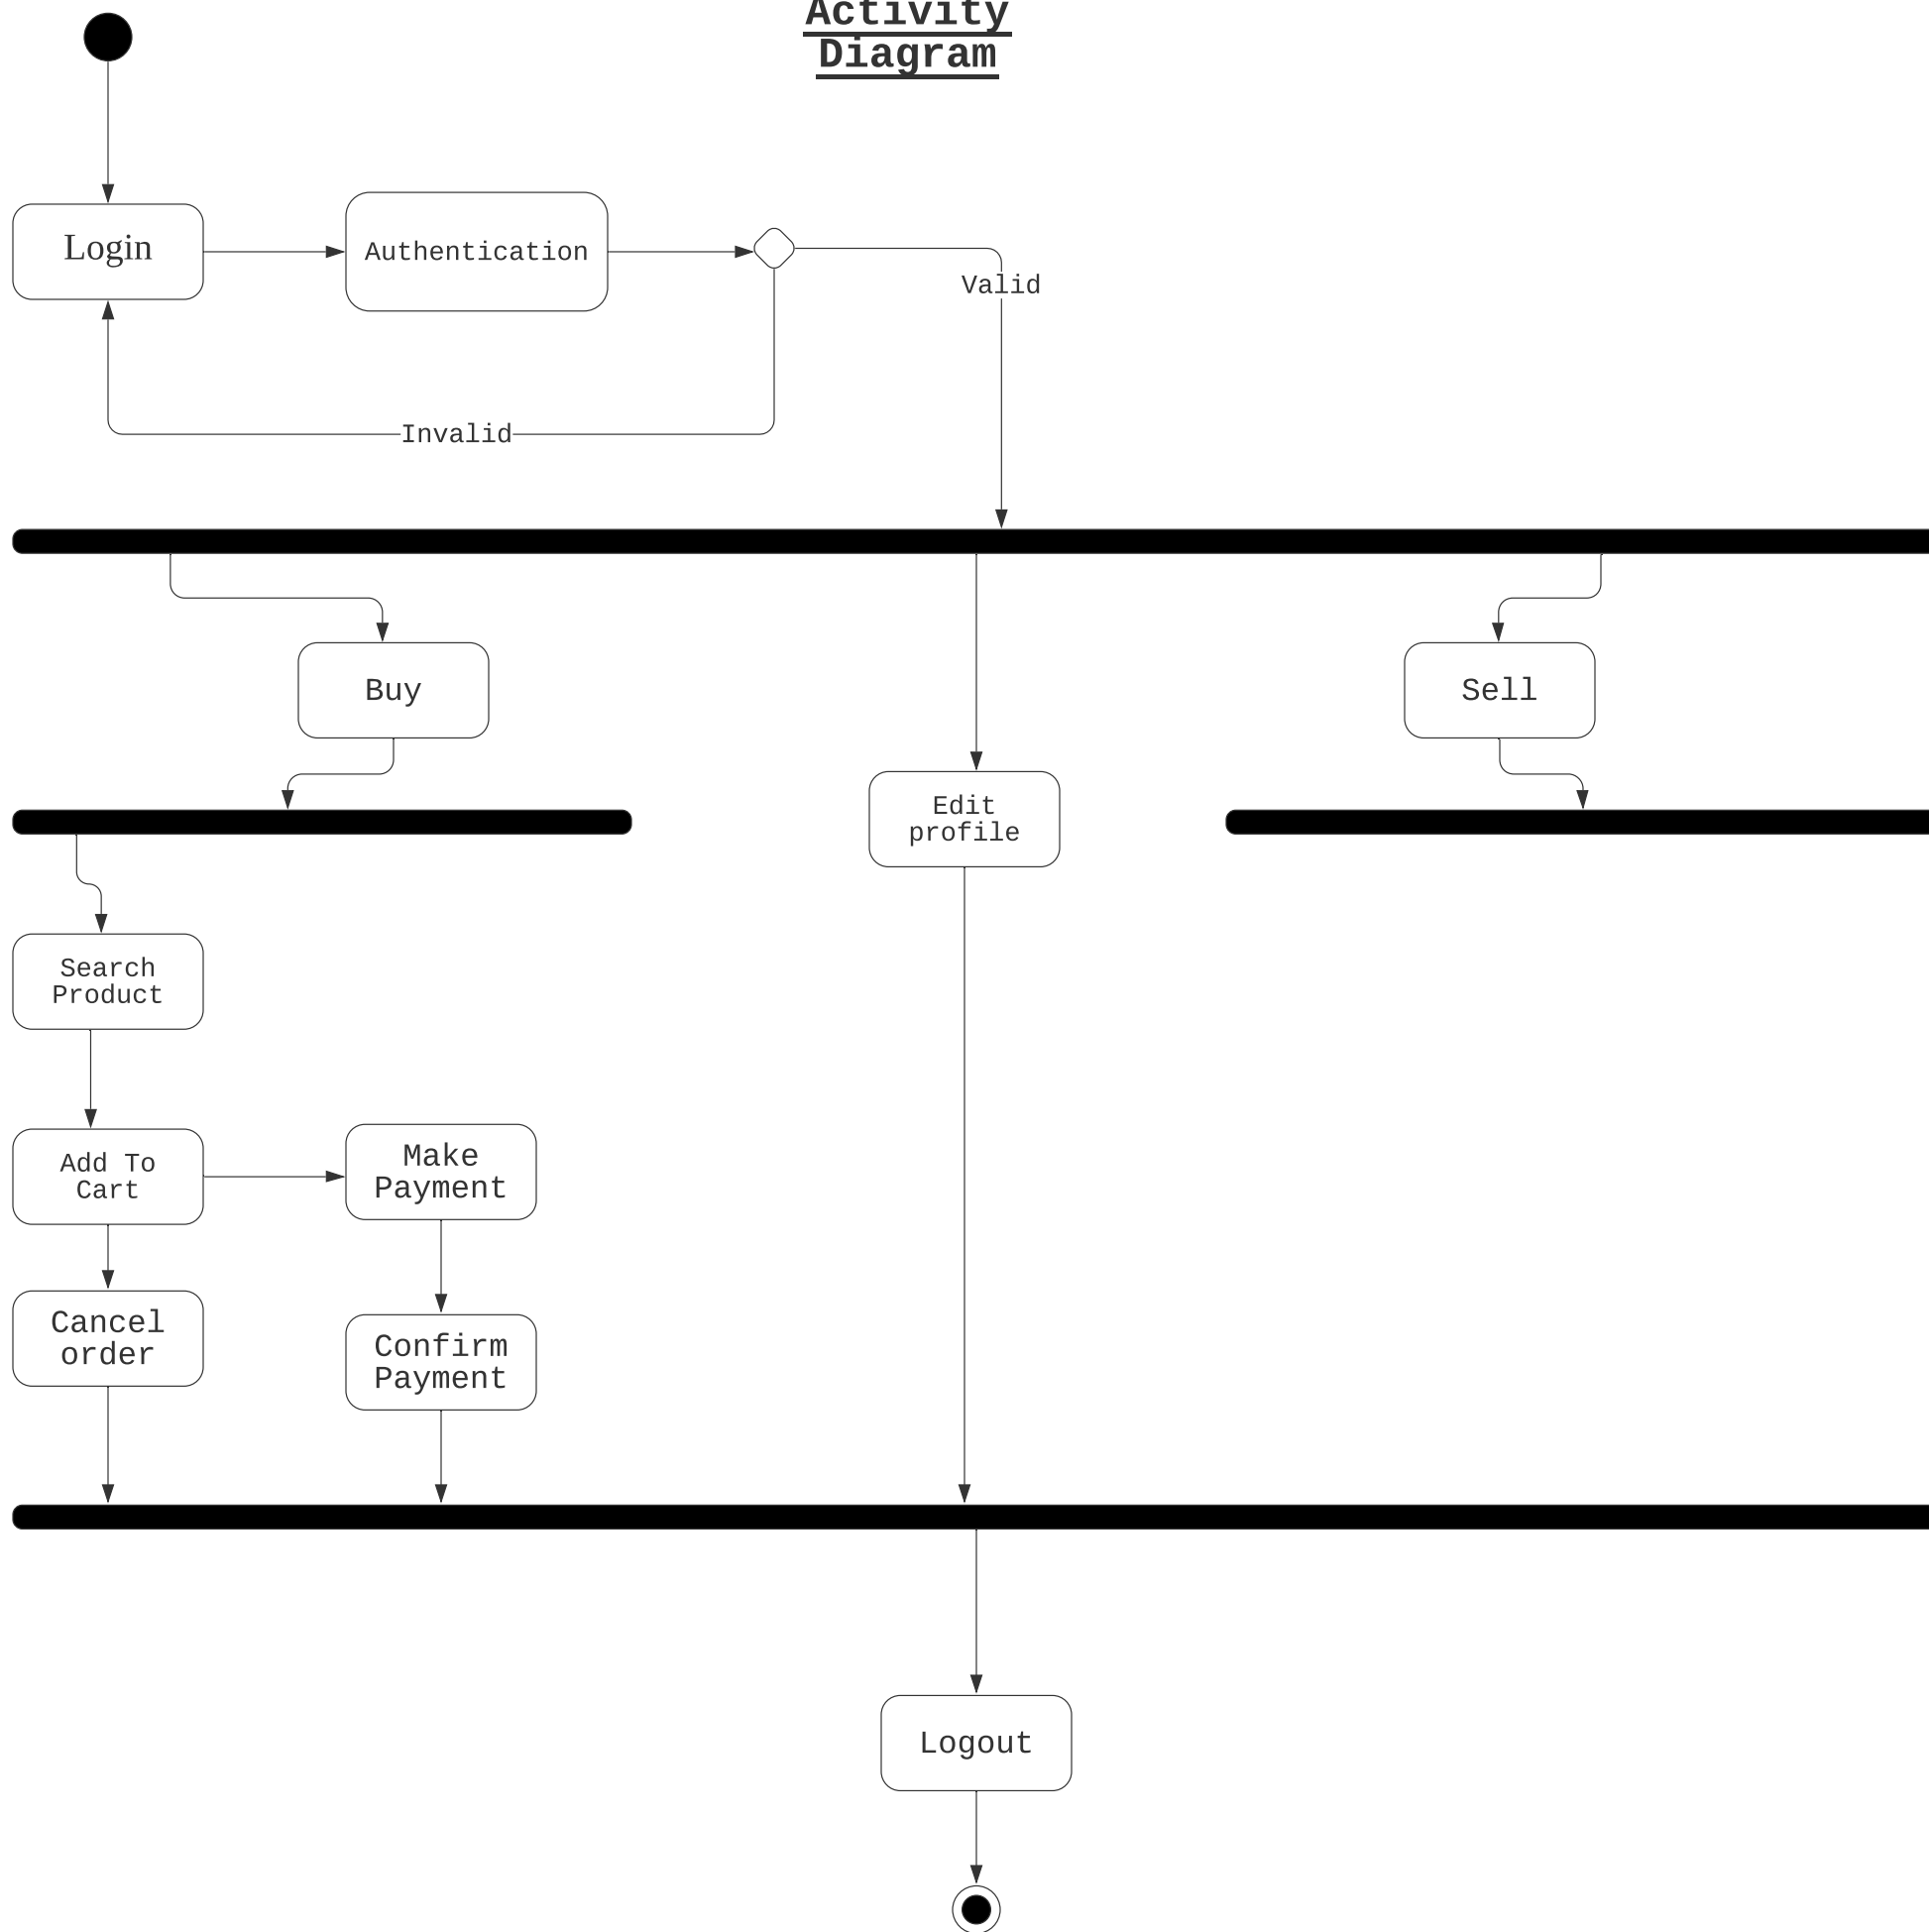 Activity
Diagram
Login
Authentication
Valid
Invalid
Buy
Sell
Edit
profile
Search
Product
Add To
Cart
Make
Payment
Cancel
order
Confirm
Payment
Logout